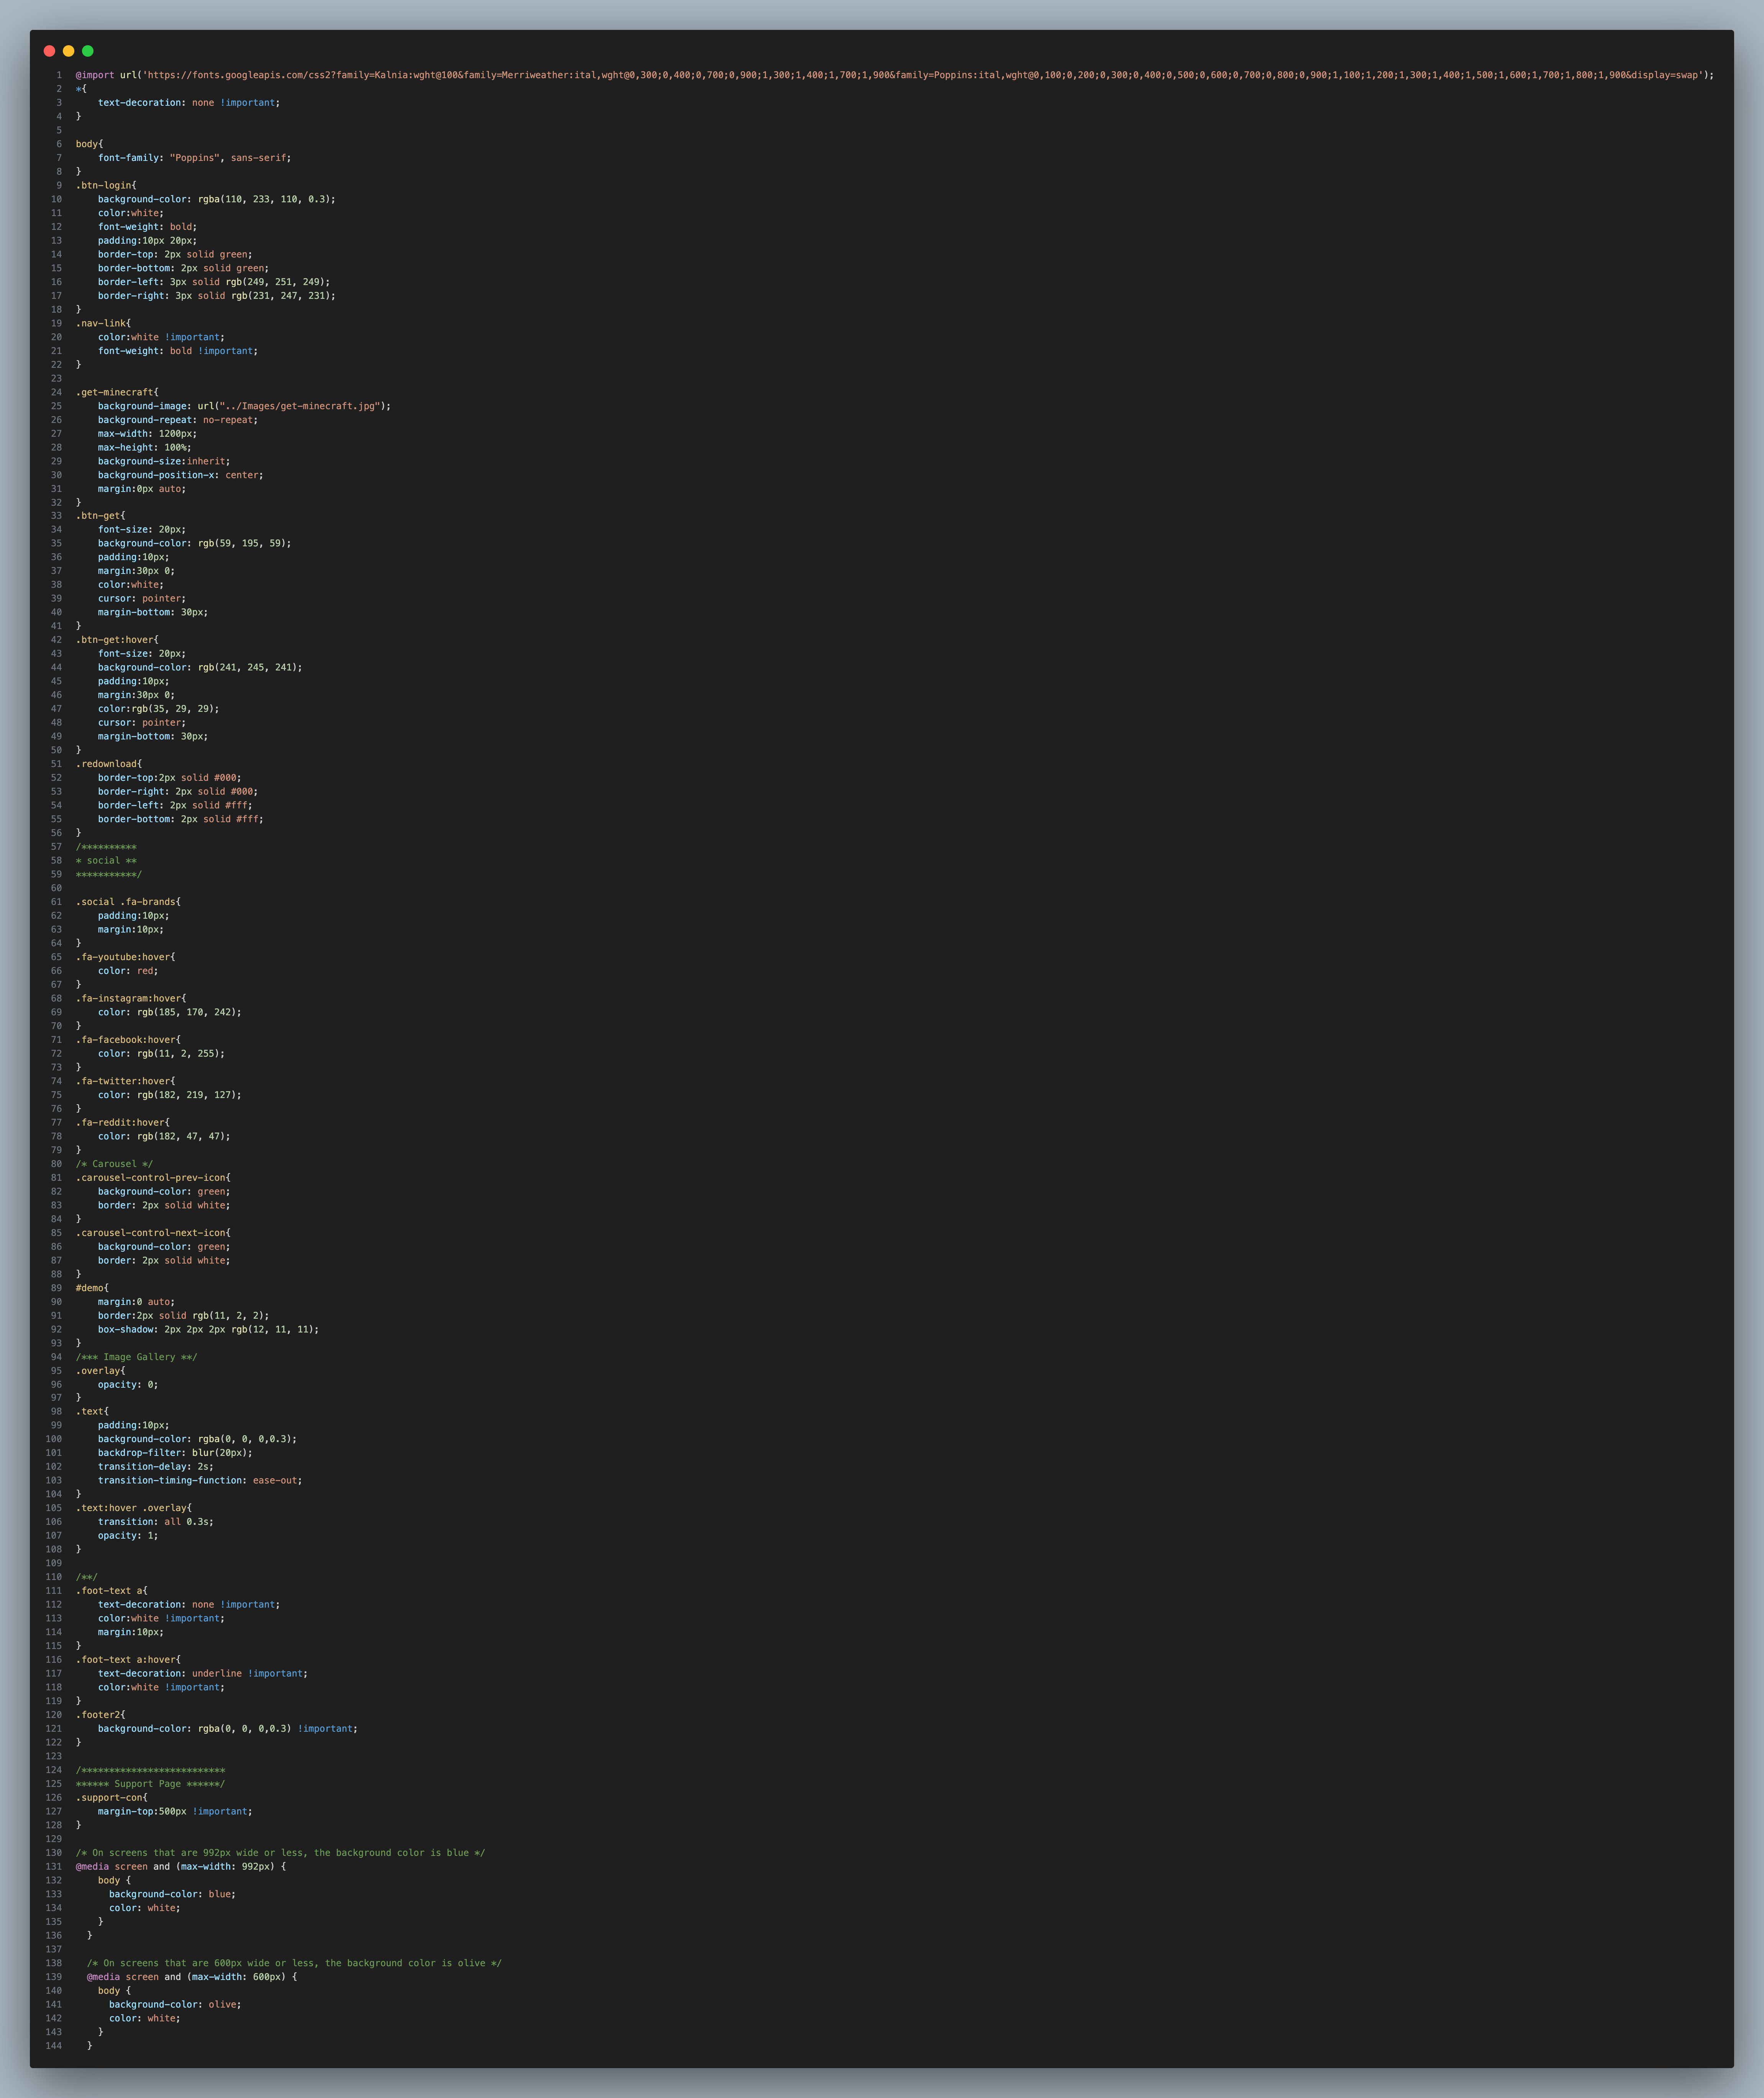 1 @import url('https://fonts.googleapis.com/css2?family=Kalnia:wght@100&family=Merriweather:ital,wght@0,300;0,400;0,700;0,900;1,300;1,400;1,700;1,900&family=Poppins:ital,wght@0,100;0,200;0,300;0,400;0,500;0,600;0,700;0,800;0,900;1,100;1,200;1,300;1,400;1,500;1,600;1,700;1,800;1,900&display=swap');
2 *{
3     text-decoration: none !important;
4 }
5
6 body{
7     font-family: "Poppins", sans-serif;
8 }
9 .btn-login{
10     background-color: rgba(110, 233, 110, 0.3);
11     color:white;
12     font-weight: bold;
13     padding:10px 20px;
14     border-top: 2px solid green;
15     border-bottom: 2px solid green;
16     border-left: 3px solid rgb(249, 251, 249);
17     border-right: 3px solid rgb(231, 247, 231);
18 }
19 .nav-link{
20     color:white !important;
21     font-weight: bold !important;
22 }
23
24 .get-minecraft{
25     background-image: url("../Images/get-minecraft.jpg");
26     background-repeat: no-repeat;
27     max-width: 1200px;
28     max-height: 100%;
29     background-size:inherit;
30     background-position-x: center;
31     margin:0px auto;
32 }
33 .btn-get{
34     font-size: 20px;
35     background-color: rgb(59, 195, 59);
36     padding:10px;
37     margin:30px 0;
38     color:white;
39     cursor: pointer;
40     margin-bottom: 30px;
41 }
42 .btn-get:hover{
43     font-size: 20px;
44     background-color: rgb(241, 245, 241);
45     padding:10px;
46     margin:30px 0;
47     color:rgb(35, 29, 29);
48     cursor: pointer;
49     margin-bottom: 30px;
50 }
51 .redownload{
52     border-top:2px solid #000;
53     border-right: 2px solid #000;
54     border-left: 2px solid #fff;
55     border-bottom: 2px solid #fff;
56 }
57 /**********
58 * social **
59 ***********/
60
61 .social .fa-brands{
62     padding:10px;
63     margin:10px;
64 }
65 .fa-youtube:hover{
66     color: red;
67 }
68 .fa-instagram:hover{
69     color: rgb(185, 170, 242);
70 }
71 .fa-facebook:hover{
72     color: rgb(11, 2, 255);
73 }
74 .fa-twitter:hover{
75     color: rgb(182, 219, 127);
76 }
77 .fa-reddit:hover{
78     color: rgb(182, 47, 47);
79 }
80 /* Carousel */
81 .carousel-control-prev-icon{
82     background-color: green;
83     border: 2px solid white;
84 }
85 .carousel-control-next-icon{
86     background-color: green;
87     border: 2px solid white;
88 }
89 #demo{
90     margin:0 auto;
91     border:2px solid rgb(11, 2, 2);
92     box-shadow: 2px 2px 2px rgb(12, 11, 11);
93 }
94 /*** Image Gallery **/
95 .overlay{
96     opacity: 0;
97 }
98 .text{
99     padding:10px;
100     background-color: rgba(0, 0, 0,0.3);
101     backdrop-filter: blur(20px);
102     transition-delay: 2s;
103     transition-timing-function: ease-out;
104 }
105 .text:hover .overlay{
106     transition: all 0.3s;
107     opacity: 1;
108 }
109
110 /**/
111 .foot-text a{
112     text-decoration: none !important;
113     color:white !important;
114     margin:10px;
115 }
116 .foot-text a:hover{
117     text-decoration: underline !important;
118     color:white !important;
119 }
120 .footer2{
121     background-color: rgba(0, 0, 0,0.3) !important;
122 }
123
124 /**************************
125 ****** Support Page ******/
126 .support-con{
127     margin-top:500px !important;
128 }
129
130 /* On screens that are 992px wide or less, the background color is blue */
131 @media screen and (max-width: 992px) {
132     body {
133       background-color: blue;
134       color: white;
135     }
136   }
137
138   /* On screens that are 600px wide or less, the background color is olive */
139   @media screen and (max-width: 600px) {
140     body {
141       background-color: olive;
142       color: white;
143     }
144   }